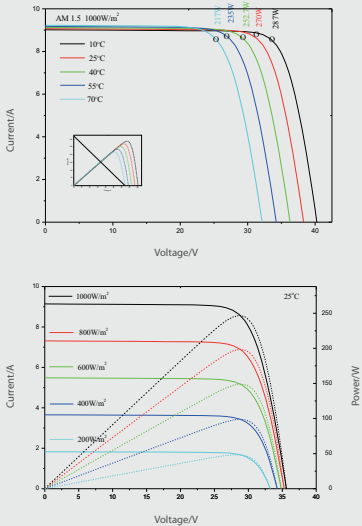 217W 235W 252.7W 270W 287W
AM 1.5 1000W/m²
10°C
25°C
40°C
55°C
70°C
Current/A
10
8
6
4
2
0
0 10 20 30 40
Voltage/V
1000W/m²
25°C
800W/m²
600W/m²
400W/m²
200W/m²
Current/A
10
8
6
4
2
0
Power/W
250
200
150
100
50
0
0 5 10 15 20 25 30 35 40
Voltage/V